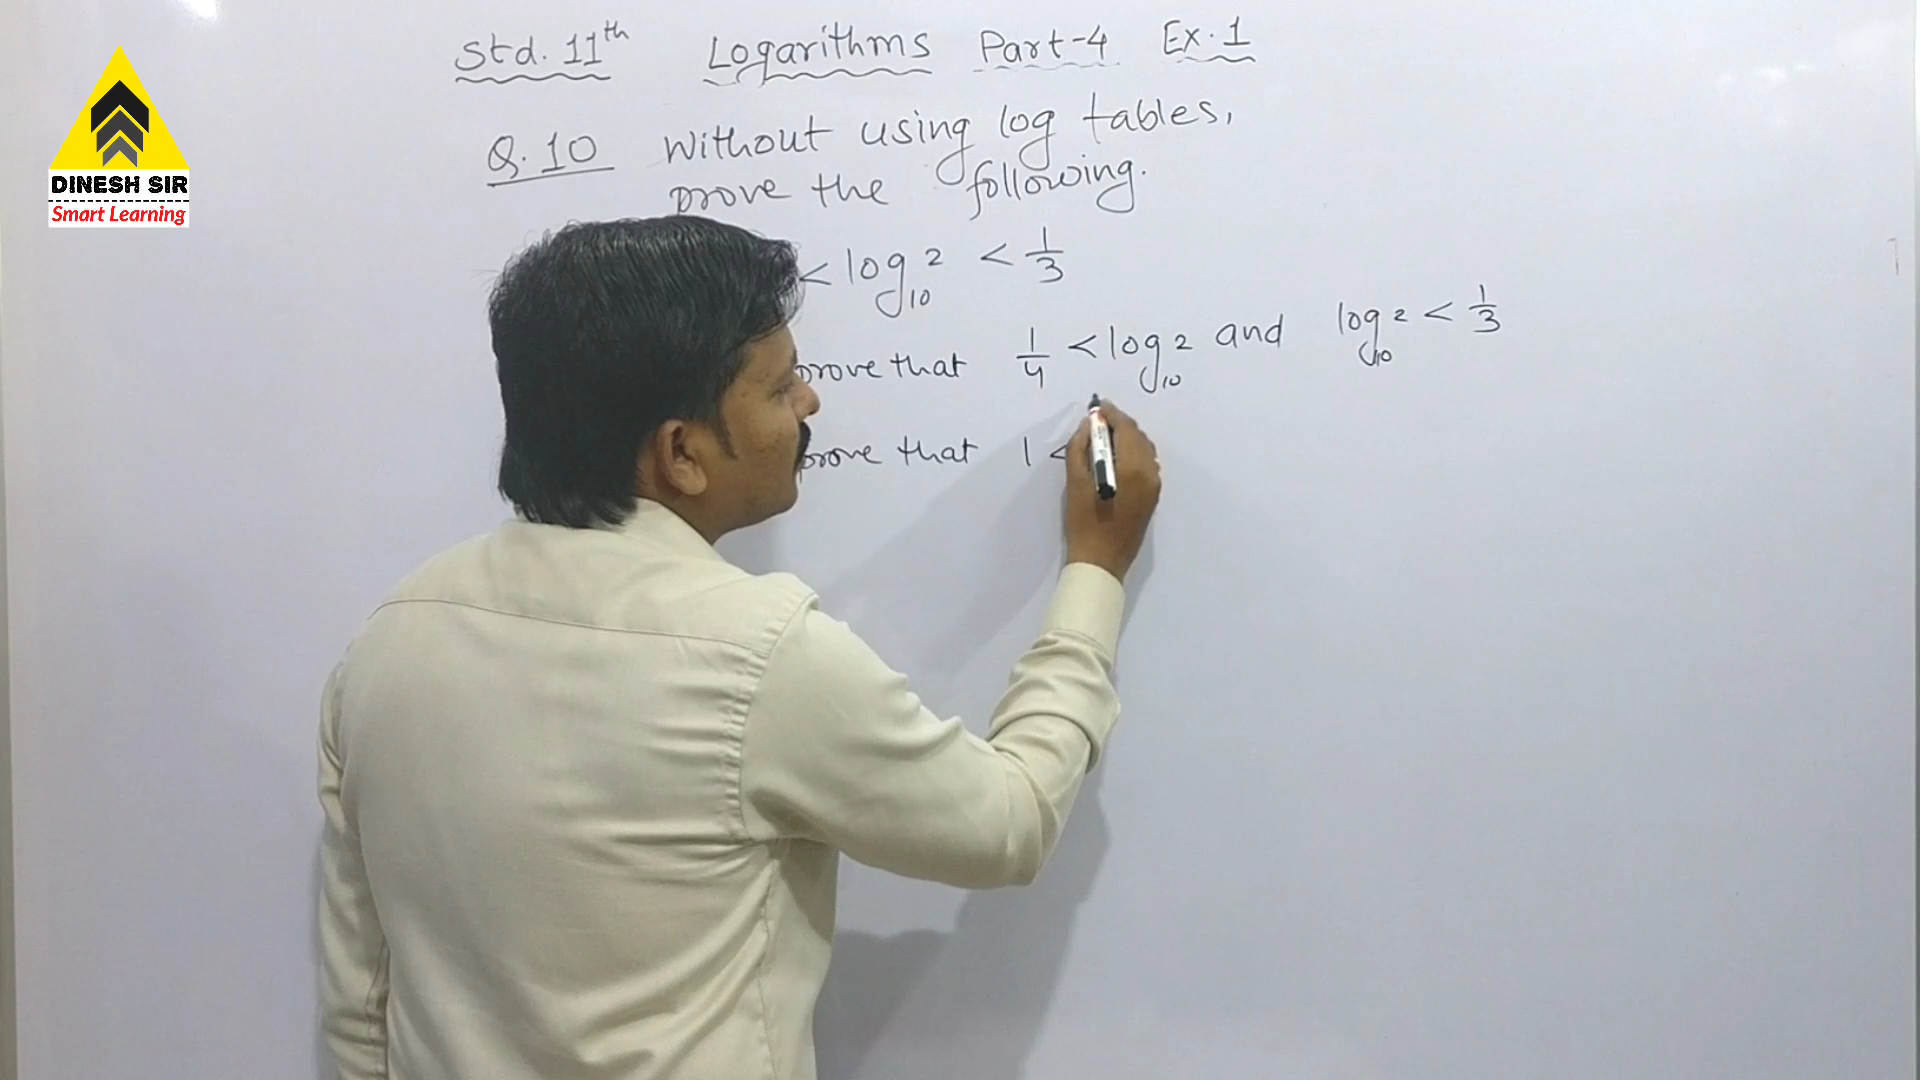 Std. 11th Logarithms Part-4 Ex.1
Q.10 Without using log tables,
prove the following.
< log₁₀ 2 < 1/3
prove that 1/4 < log₁₀ 2 and log₁₀ 2 < 1/3
prove that 1 <
DINESH SIR
Smart Learning